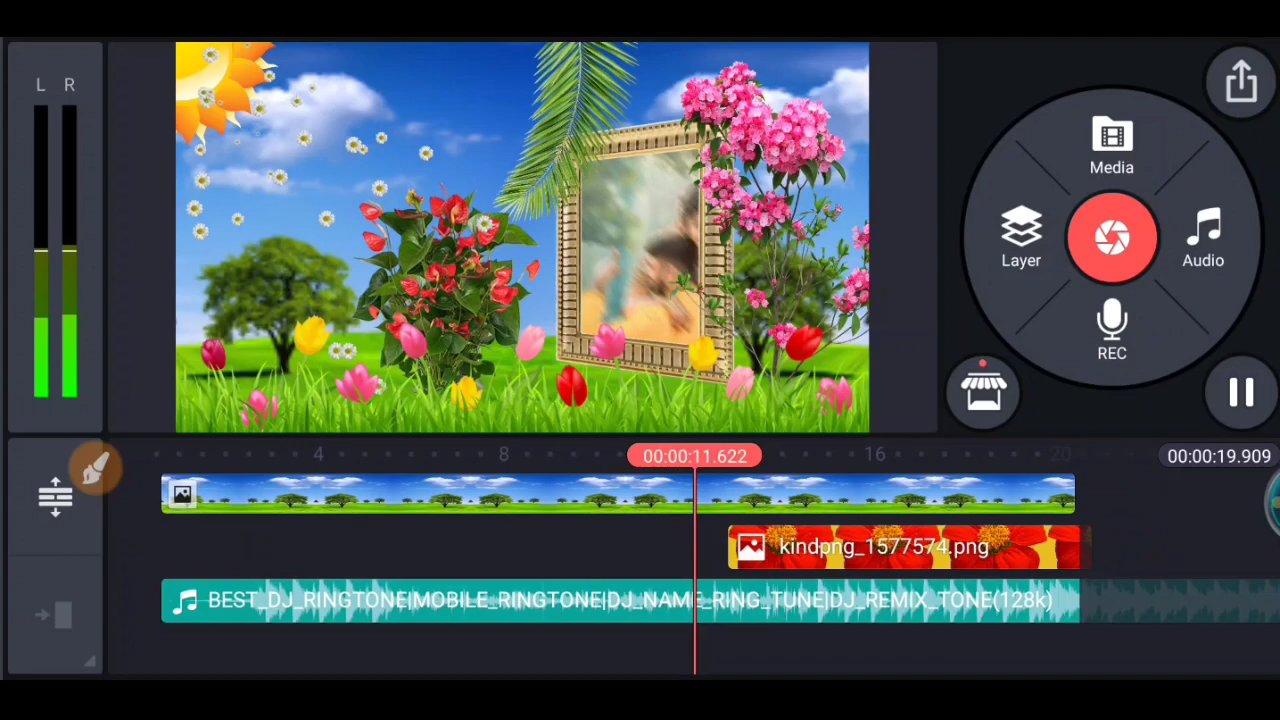 L R
Media
Layer
Audio
REC
4 8 16 20
00:00:11.622
00:00:19.909
kindpng_1577574.png
BEST_DJ_RINGTONE|MOBILE_RINGTONE|DJ_NAME_RING_TUNE|DJ_REMIX_TONE(128k)